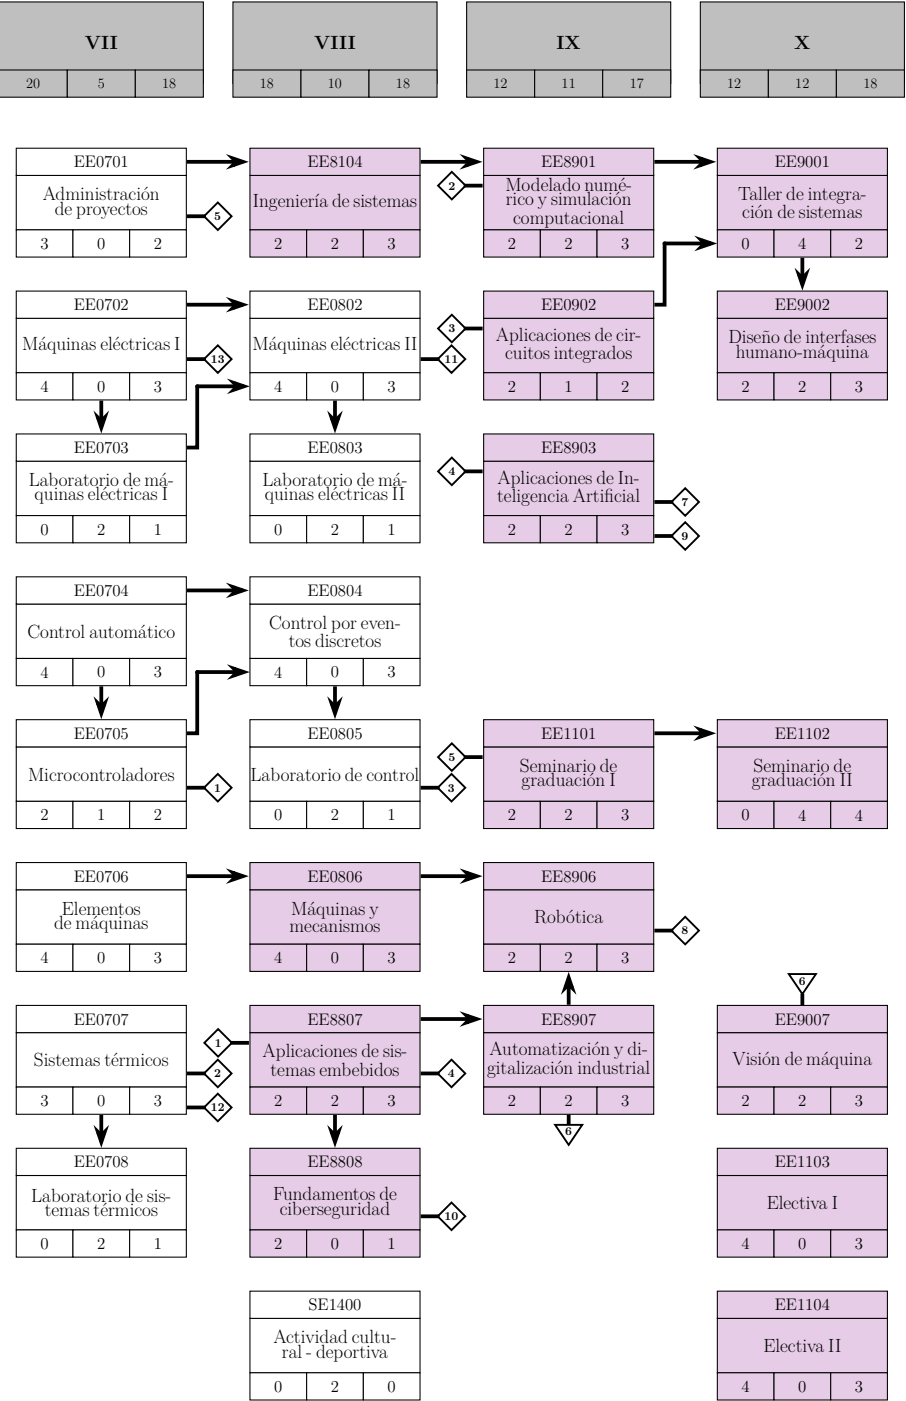 VII
20 5 18
VIII
18 10 18
IX
12 11 17
X
12 12 18
EE0701
Administración
de proyectos
3 0 2
5
EE8104
Ingeniería de sistemas
2 2 3
2
EE8901
Modelado numé-
rico y simulación
computacional
2 2 3
EE9001
Taller de integra-
ción de sistemas
0 4 2
EE0702
Máquinas eléctricas I
4 0 3
13
EE0802
Máquinas eléctricas II
4 0 3
3
11
EE0902
Aplicaciones de cir-
cuitos integrados
2 1 2
EE9002
Diseño de interfases
humano-máquina
2 2 3
EE0703
Laboratorio de má-
quinas eléctricas I
0 2 1
EE0803
Laboratorio de má-
quinas eléctricas II
0 2 1
4
EE8903
Aplicaciones de In-
teligencia Artificial
2 2 3
7
9
EE0704
Control automático
4 0 3
EE0804
Control por even-
tos discretos
4 0 3
EE0705
Microcontroladores
2 1 2
1
EE0805
Laboratorio de control
0 2 1
5
3
EE1101
Seminario de
graduación I
2 2 3
EE1102
Seminario de
graduación II
0 4 4
EE0706
Elementos
de máquinas
4 0 3
EE0806
Máquinas y
mecanismos
4 0 3
EE8906
Robótica
2 2 3
8
EE0707
Sistemas térmicos
3 0 3
1
2
12
EE8807
Aplicaciones de sis-
temas embebidos
2 2 3
4
EE8907
Automatización y di-
gitalización industrial
2 2 3
6
6
EE9007
Visión de máquina
2 2 3
EE0708
Laboratorio de sis-
temas térmicos
0 2 1
EE8808
Fundamentos de
ciberseguridad
2 0 1
10
EE1103
Electiva I
4 0 3
SE1400
Actividad cultu-
ral - deportiva
0 2 0
EE1104
Electiva II
4 0 3